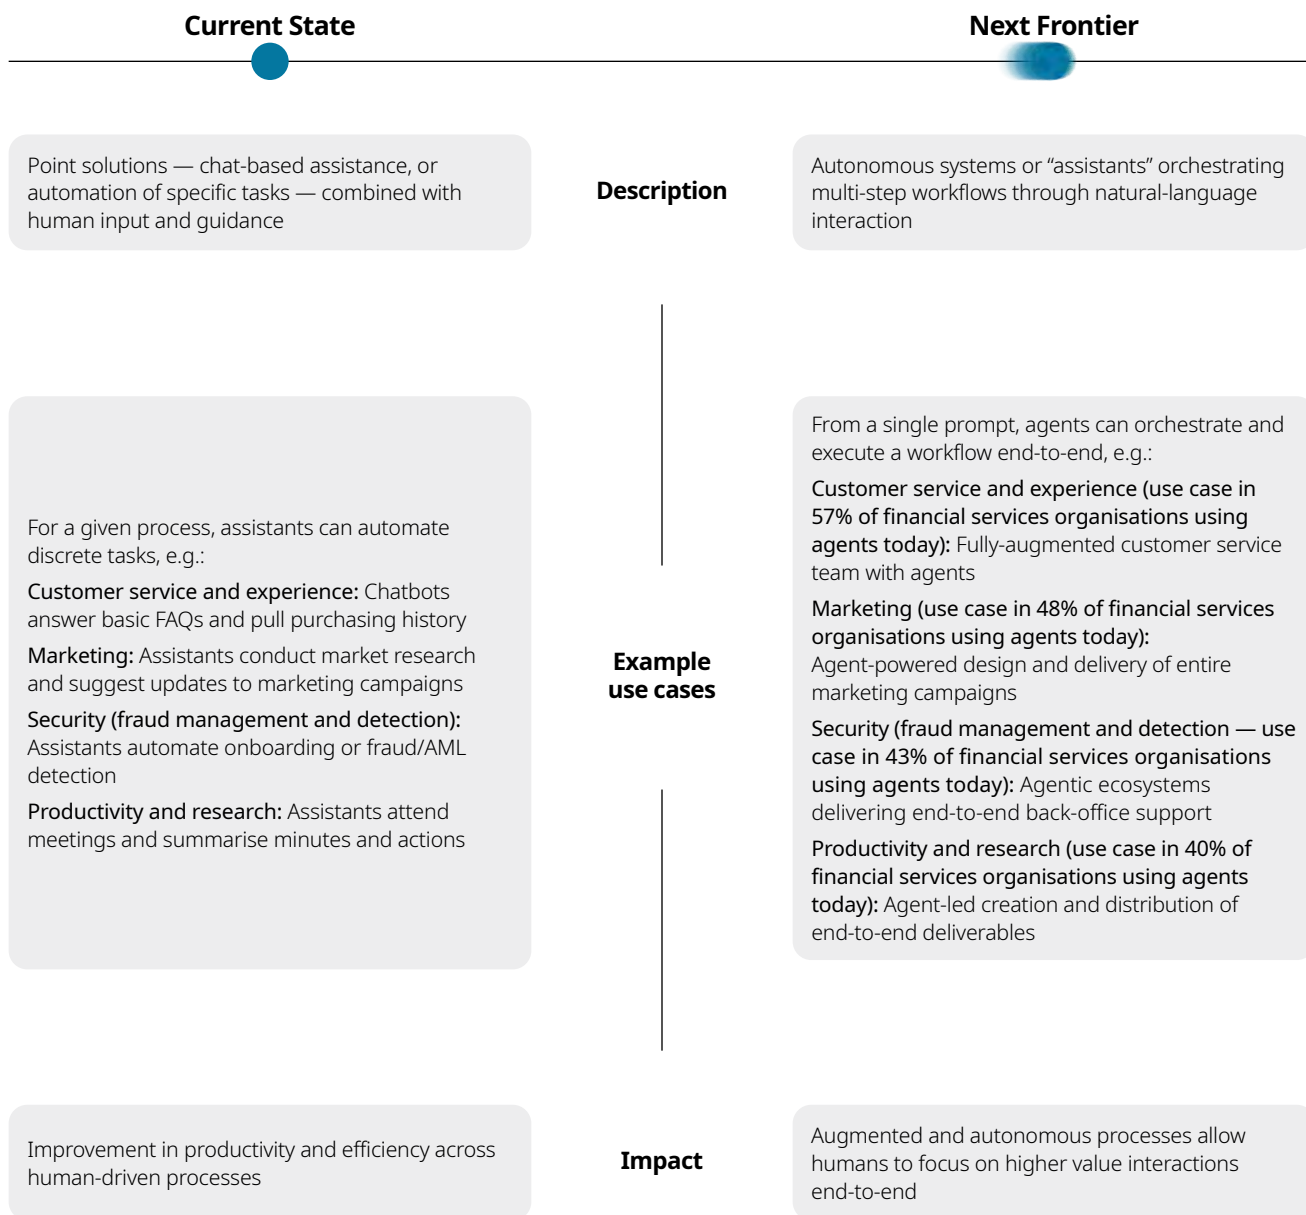 Current State
Next Frontier
Point solutions — chat-based assistance, or
automation of specific tasks — combined with
human input and guidance
Description
Autonomous systems or “assistants” orchestrating
multi-step workflows through natural-language
interaction
For a given process, assistants can automate
discrete tasks, e.g.:
Customer service and experience: Chatbots
answer basic FAQs and pull purchasing history
Marketing: Assistants conduct market research
and suggest updates to marketing campaigns
Security (fraud management and detection):
Assistants automate onboarding or fraud/AML
detection
Productivity and research: Assistants attend
meetings and summarise minutes and actions
Example
use cases
From a single prompt, agents can orchestrate and
execute a workflow end-to-end, e.g.:
Customer service and experience (use case in
57% of financial services organisations using
agents today): Fully-augmented customer service
team with agents
Marketing (use case in 48% of financial services
organisations using agents today):
Agent-powered design and delivery of entire
marketing campaigns
Security (fraud management and detection — use
case in 43% of financial services organisations
using agents today): Agentic ecosystems
delivering end-to-end back-office support
Productivity and research (use case in 40% of
financial services organisations using agents
today): Agent-led creation and distribution of
end-to-end deliverables
Improvement in productivity and efficiency across
human-driven processes
Impact
Augmented and autonomous processes allow
humans to focus on higher value interactions
end-to-end